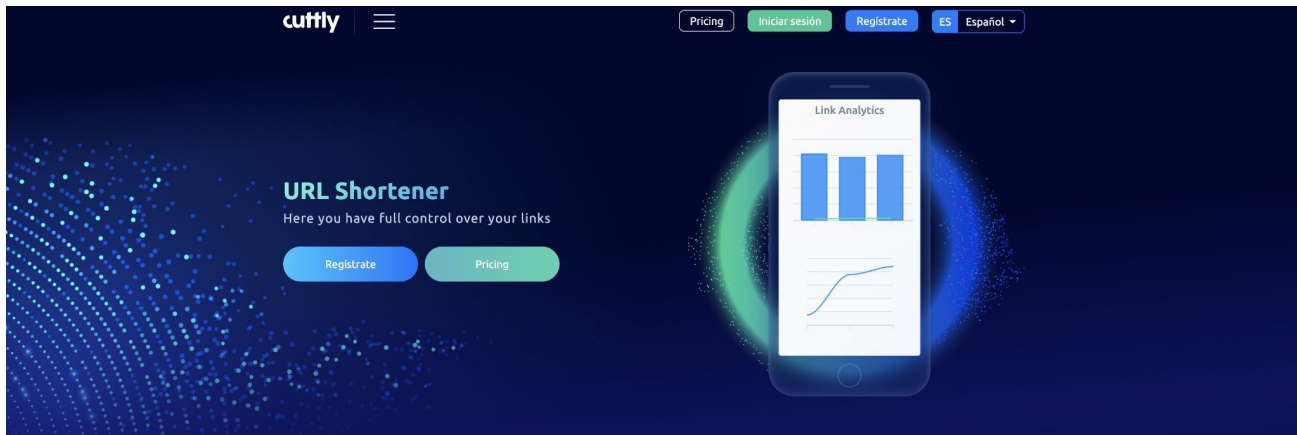 cuttly
Pricing
Iniciar sesión
Regístrate
ES Español
Link Analytics
URL Shortener
Here you have full control over your links
Regístrate
Pricing